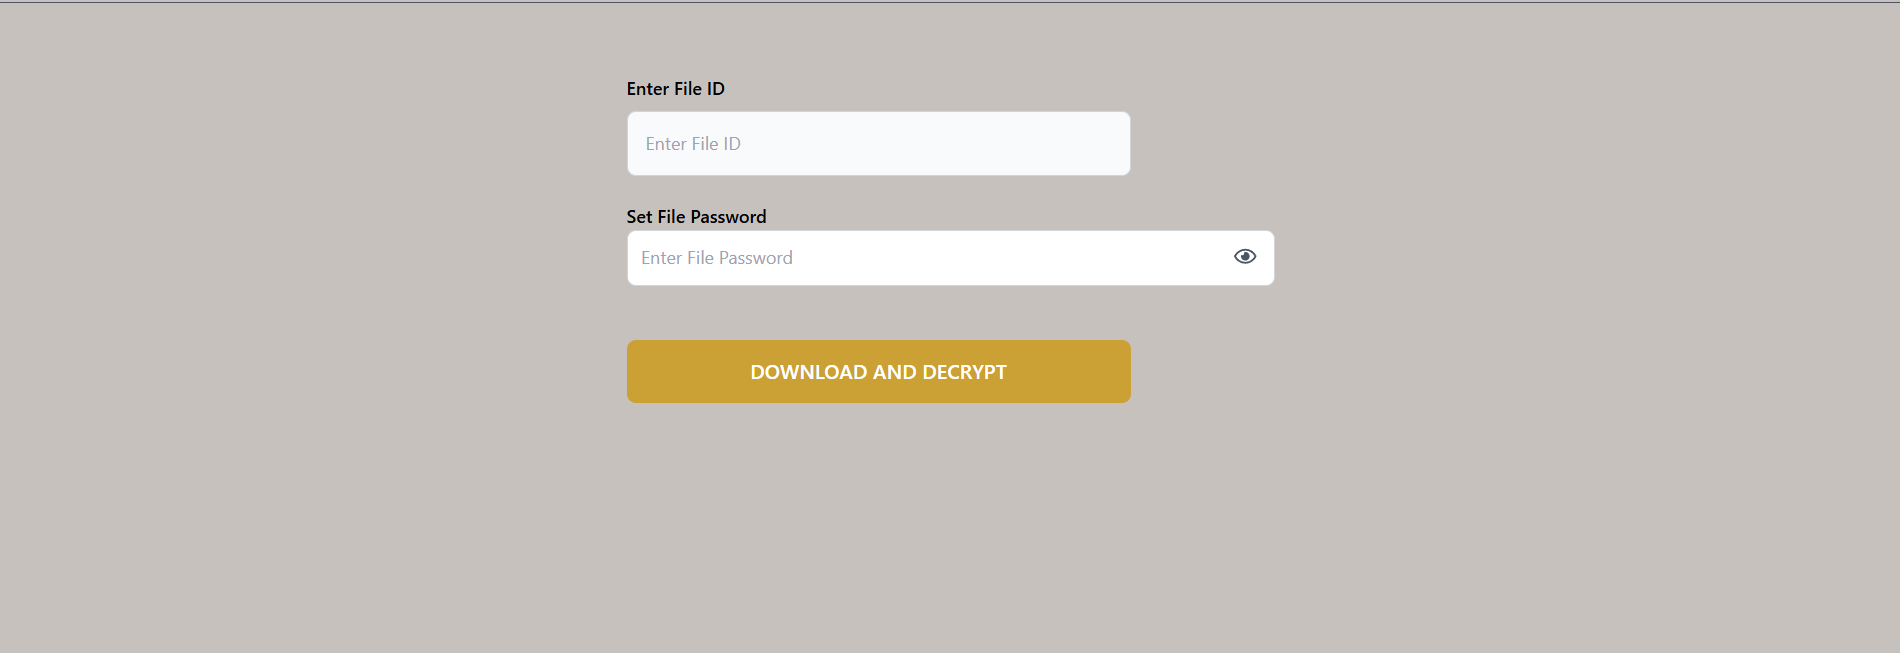 Enter File ID
Enter File ID
Set File Password
Enter File Password
DOWNLOAD AND DECRYPT